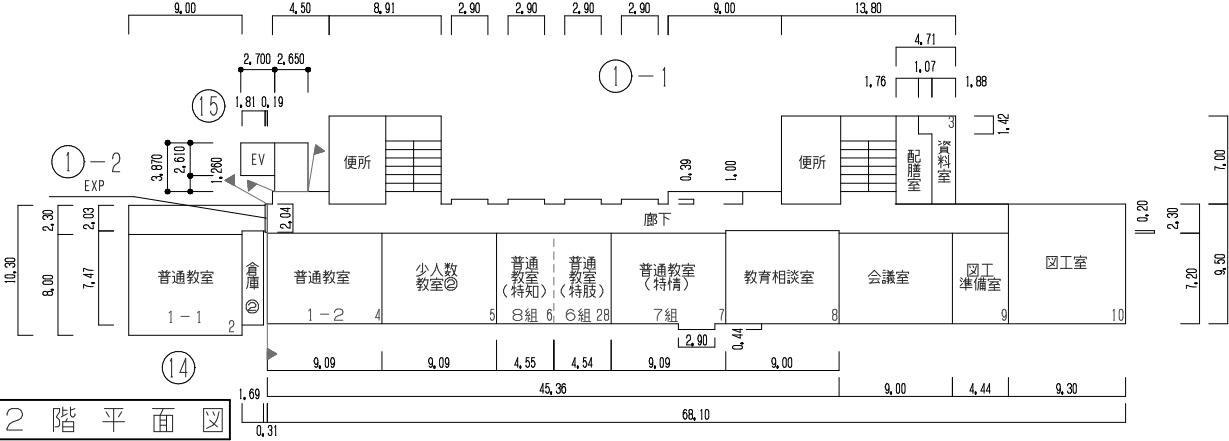 9.00 4.50 8.91 2.90 2.90 2.90 2.90 9.00 13.80
4.71
2.700 2.650 1.07
①-1
1.76 1.88
⑮ 1.81 0.19
3 1.42
①-2
3.870 2.610 1.260
EV 便所 0.39 1.00 便所 配膳室 資料室 7.00
EXP
2.30 2.03 2.04 廊下 0.20 2.30
10.30 8.00 7.47
普通教室 倉庫② 普通教室 少人数教室② 普通教室(特知) 普通教室(特肢) 普通教室(特情) 教育相談室 会議室 図工準備室 図工室
7.20 9.50
1-1 2 1-2 4 5 8組 6 6組 28 7組 7 8 9 10
2.90 0.44
⑭
9.09 9.09 4.55 4.54 9.09 9.00
1.69 45.36 9.00 4.44 9.30
68.10
0.31
2階平面図